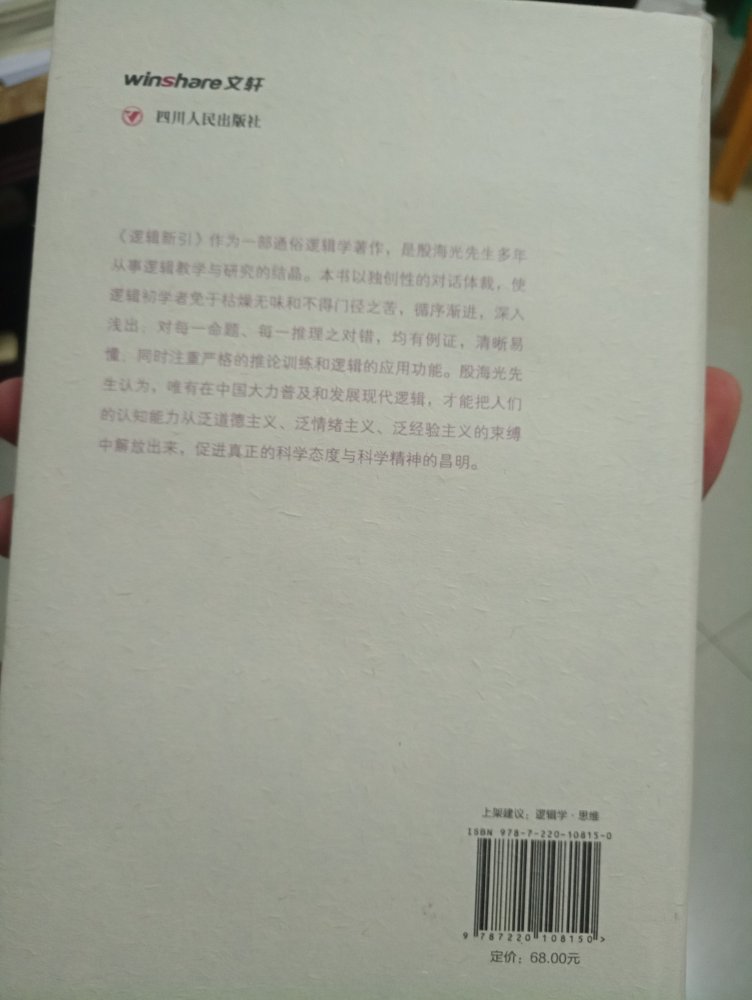 winshare文轩
四川人民出版社
《逻辑新引》作为一部通俗逻辑学著作，是殷海光先生多年
从事逻辑教学与研究的结晶。本书以独创性的对话体裁，使
逻辑初学者免于枯燥无味和不得门径之苦，循序渐进，深入
浅出；对每一命题、每一推理之对错，均有例证，清晰易
懂，同时注重严格的推论训练和逻辑的应用功能。殷海光先
生认为，唯有在中国大力普及和发展现代逻辑，才能把人们
的认知能力从泛道德主义、泛情绪主义、泛经验主义的束缚
中解放出来，促进真正的科学态度与科学精神的昌明。
上架建议：逻辑学·思维
ISBN 978-7-220-10815-0
9 787220 108150 >
定价：68.00元